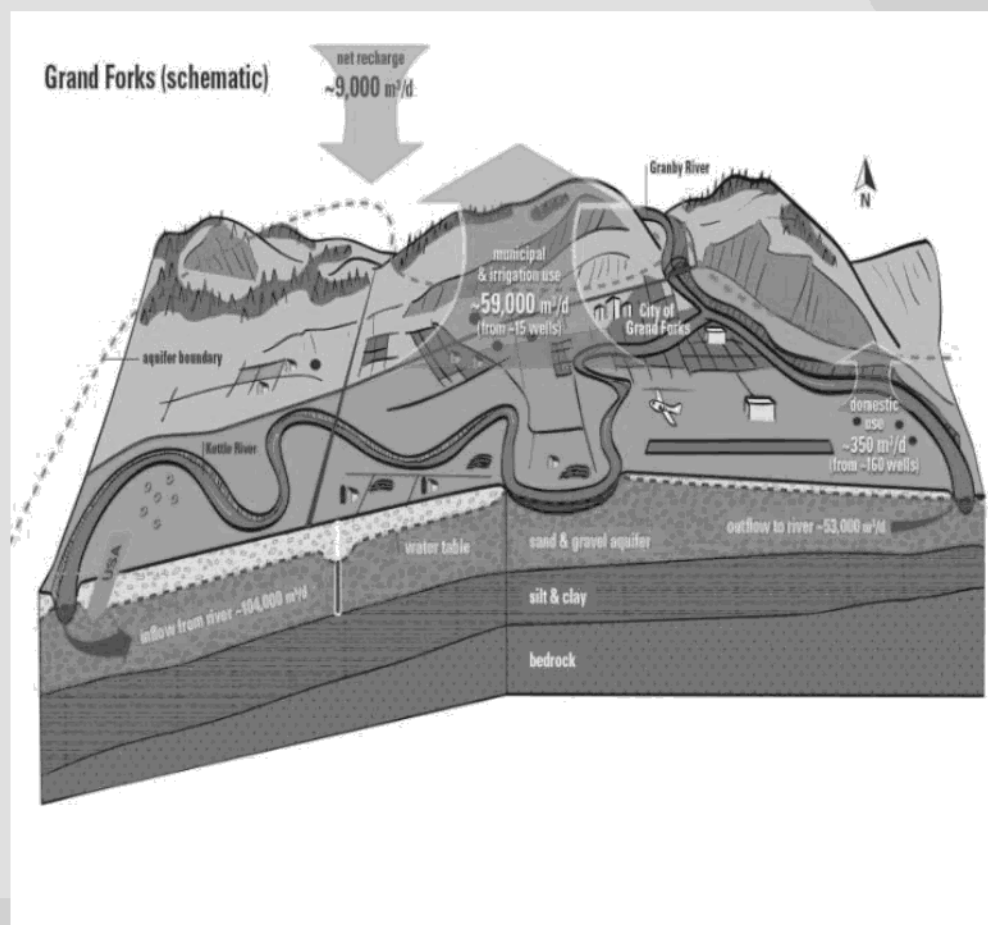 Grand Forks (schematic)
net recharge
~9,000 m³/d
Granby River
N
municipal
& irrigation use
~59,000 m³/d
(from ~15 wells)
City of
Grand Forks
aquifer boundary
Kettle River
domestic
use
~350 m³/d
(from ~160 wells)
USA
water table
sand & gravel aquifer
outflow to river ~53,000 m³/d
inflow from river ~104,000 m³/d
silt & clay
bedrock